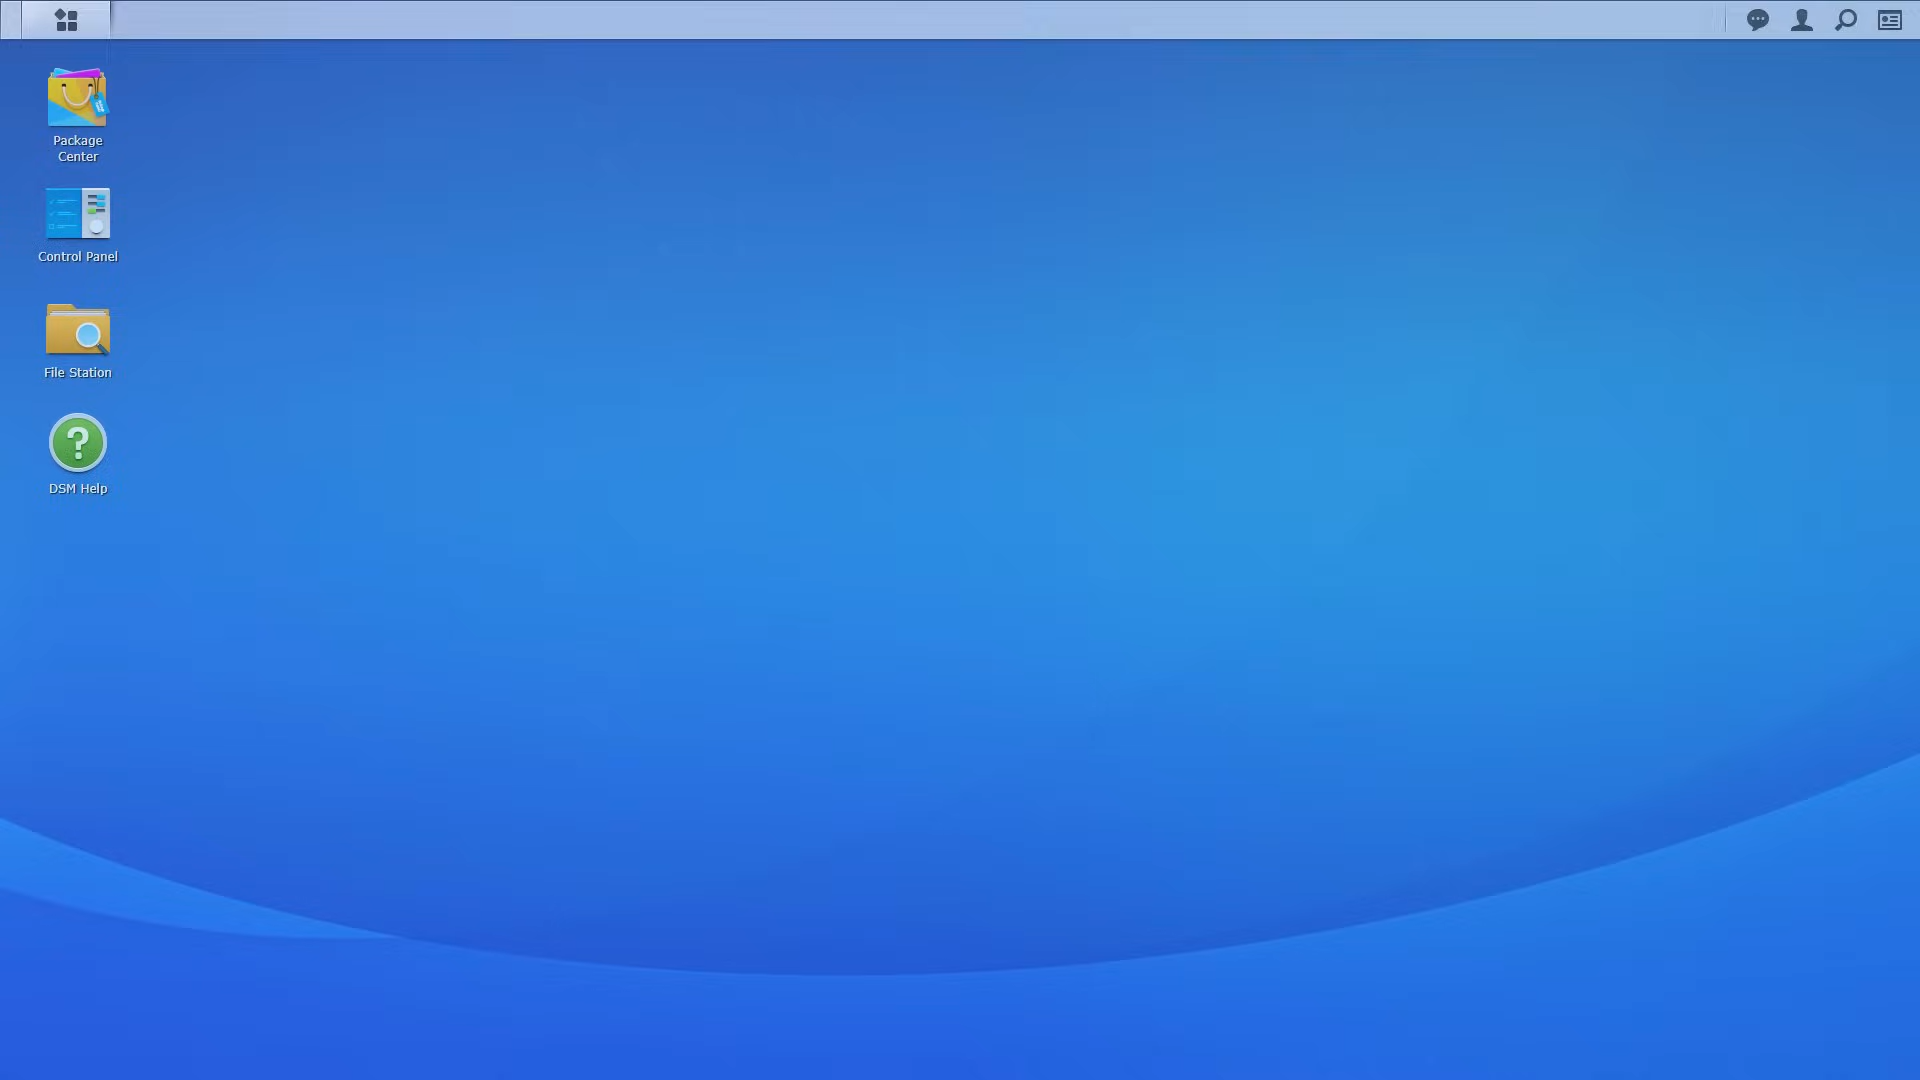 Package
Center
Control Panel
File Station
DSM Help